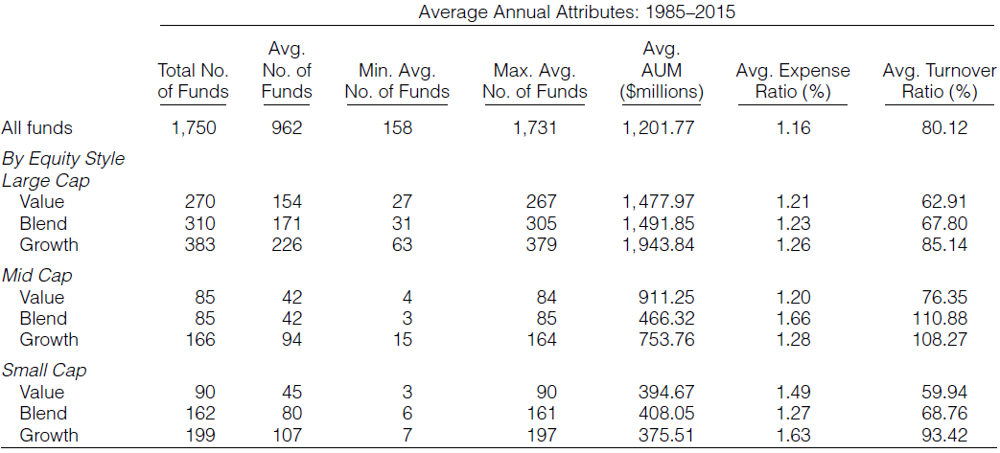 Average Annual Attributes: 1985–2015
Avg. Avg.
Total No. No. of Min. Avg. Max. Avg. AUM Avg. Expense Avg. Turnover
of Funds Funds No. of Funds No. of Funds ($millions) Ratio (%) Ratio (%)
All funds 1,750 962 158 1,731 1,201.77 1.16 80.12
By Equity Style
Large Cap
Value 270 154 27 267 1,477.97 1.21 62.91
Blend 310 171 31 305 1,491.85 1.23 67.80
Growth 383 226 63 379 1,943.84 1.26 85.14
Mid Cap
Value 85 42 4 84 911.25 1.20 76.35
Blend 85 42 3 85 466.32 1.66 110.88
Growth 166 94 15 164 753.76 1.28 108.27
Small Cap
Value 90 45 3 90 394.67 1.49 59.94
Blend 162 80 6 161 408.05 1.27 68.76
Growth 199 107 7 197 375.51 1.63 93.42